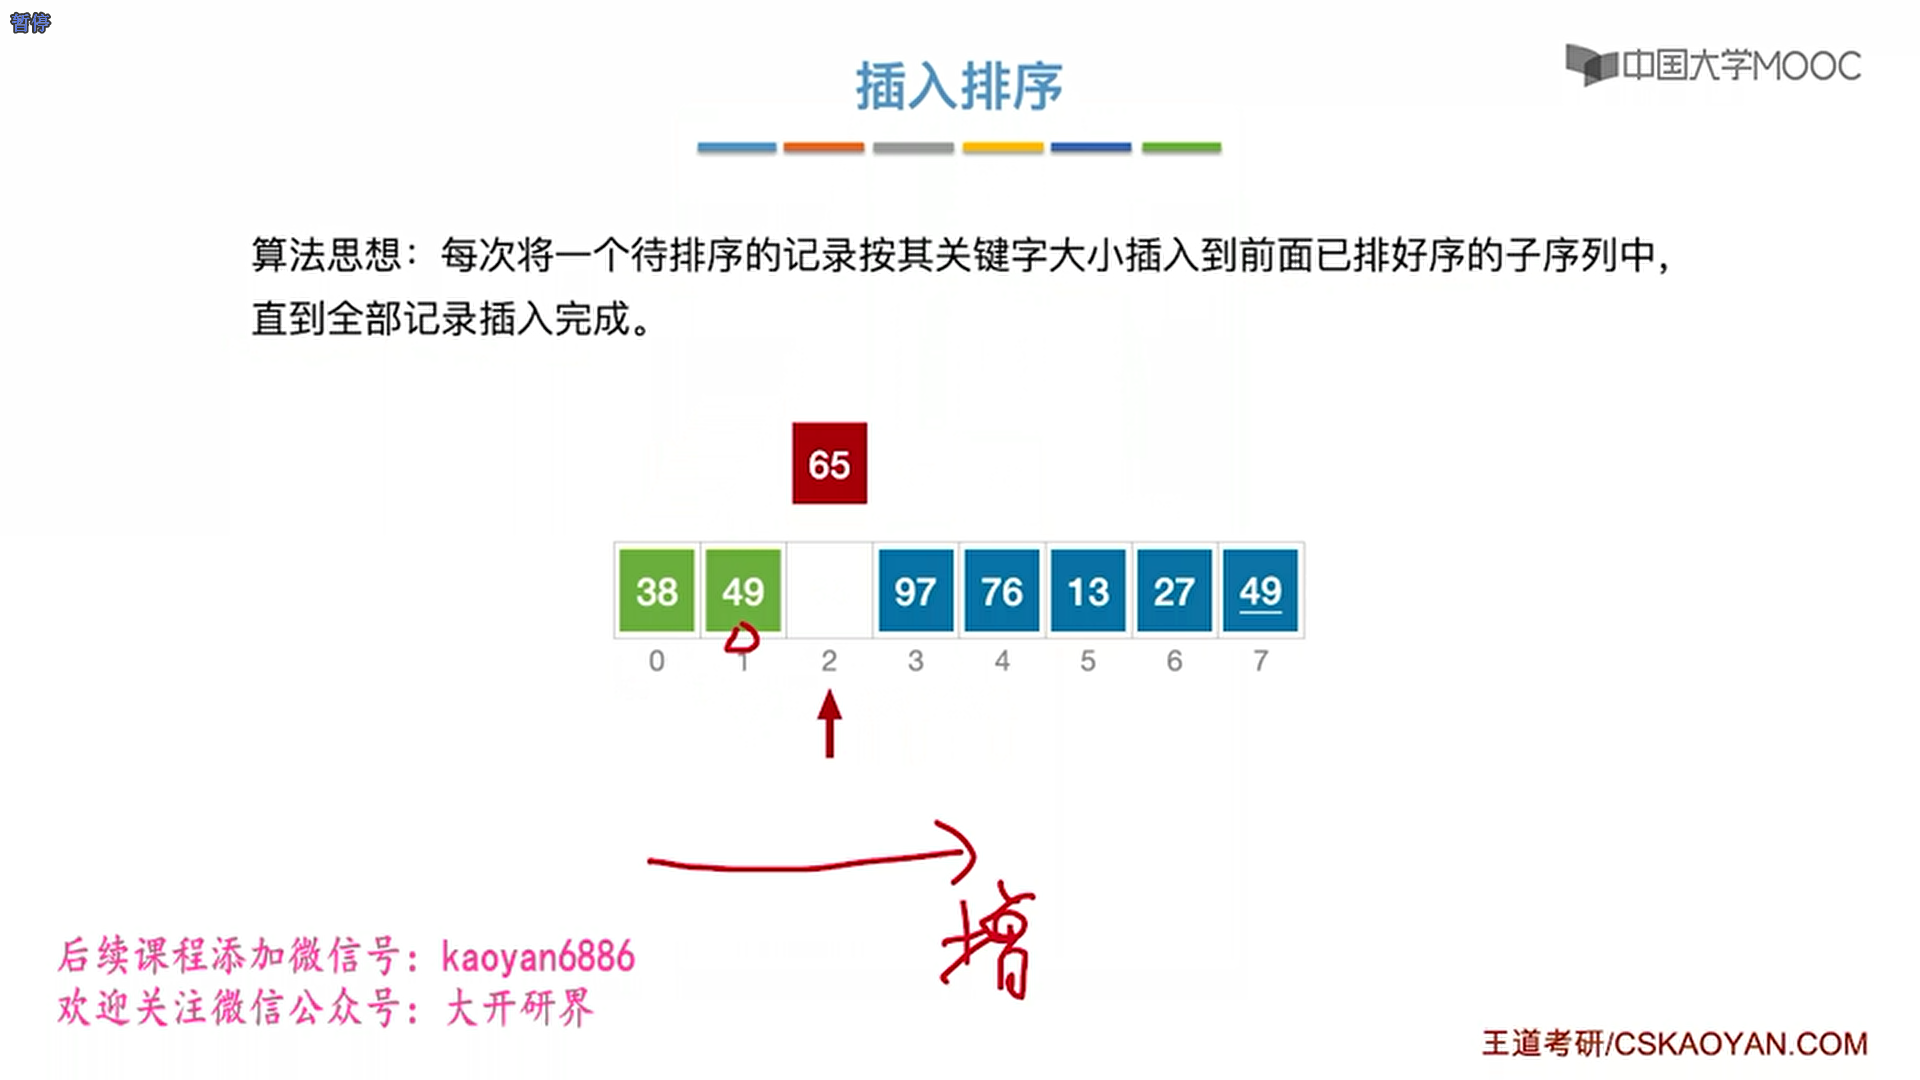 暂停
中国大学MOOC
插入排序
算法思想：每次将一个待排序的记录按其关键字大小插入到前面已排好序的子序列中，
直到全部记录插入完成。
65
38 49 97 76 13 27 49
0 1 2 3 4 5 6 7
增
后续课程添加微信号：kaoyan6886
欢迎关注微信公众号：大开研界
王道考研/CSKAOYAN.COM